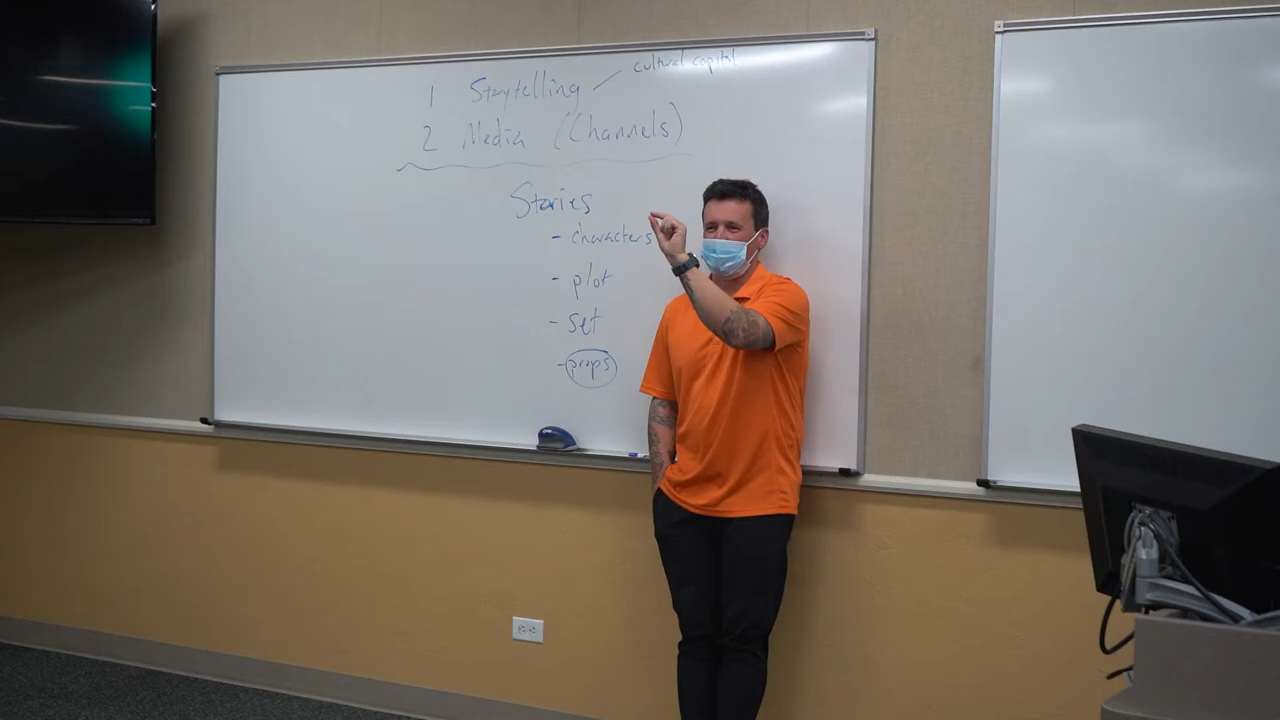 1 Storytelling / cultural capital
2 Media (Channels)
Stories
- characters
- plot
- set
- props